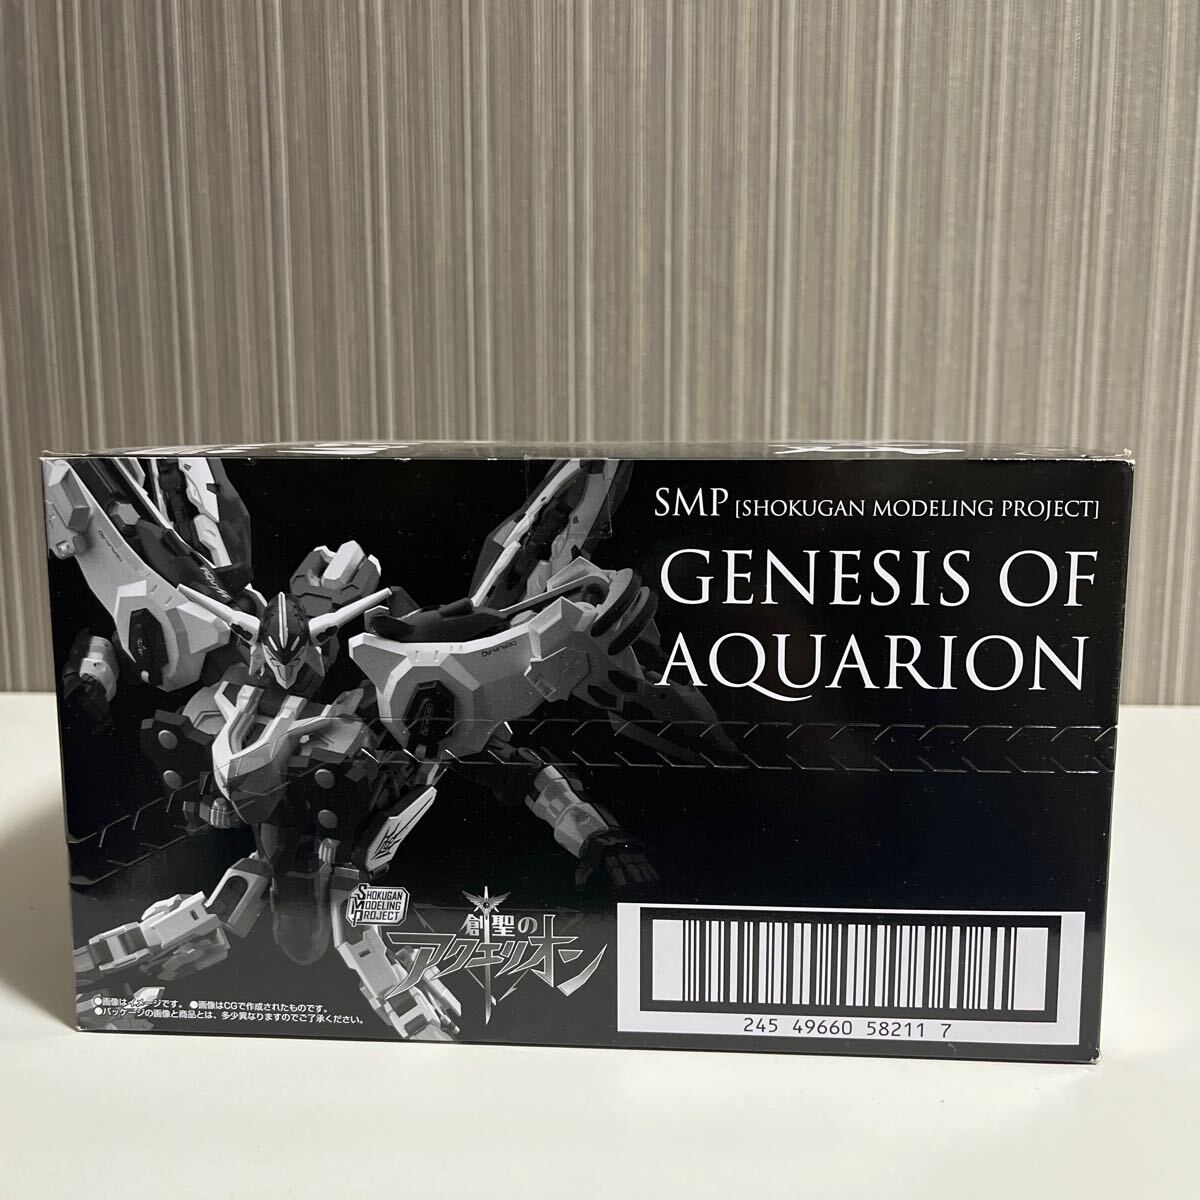 SMP [SHOKUGAN MODELING PROJECT]
GENESIS OF
AQUARION
SHOKUGAN
MODELING
PROJECT
創聖の
アクエリオン
●画像はイメージです。 ●画像はCGで作成されたものです。
●パッケージの画像と商品とは、多少異なりますのでご了承ください。
245 49660 58211 7